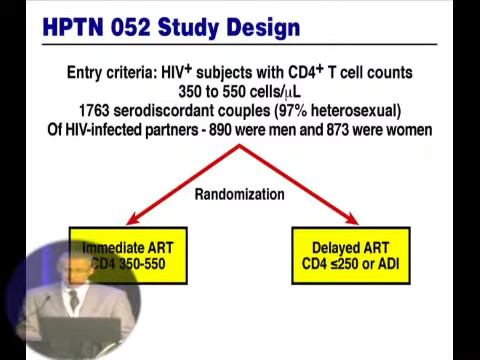 HPTN 052 Study Design
Entry criteria: HIV+ subjects with CD4+ T cell counts
350 to 550 cells/μL
1763 serodiscordant couples (97% heterosexual)
Of HIV-infected partners - 890 were men and 873 were women
Randomization
Immediate ART
CD4 350-550
Delayed ART
CD4 ≤250 or ADI